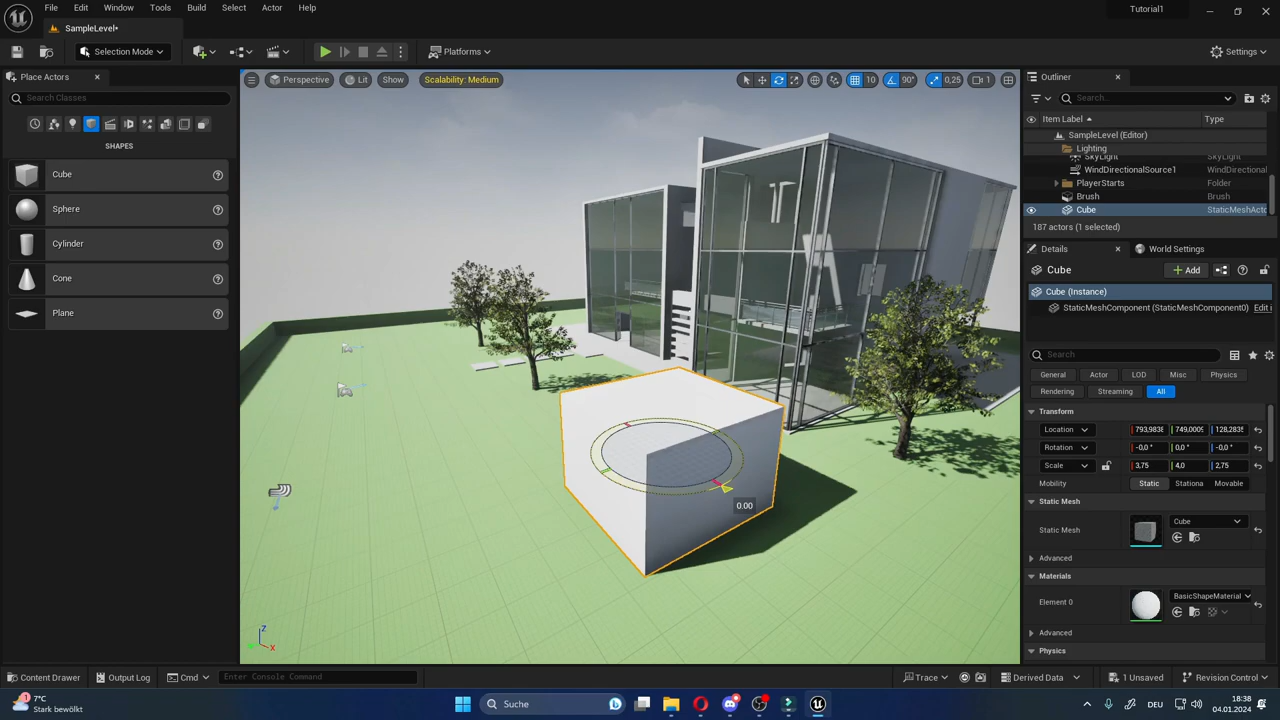 File Edit Window Tools Build Select Actor Help
Tutorial1
SampleLevel*
Selection Mode
Platforms
Settings
Place Actors
Search Classes
SHAPES
Cube
Sphere
Cylinder
Cone
Plane
Perspective Lit Show Scalability: Medium
10 90° 0,25 1
0.00
Z
X
Outliner
Search...
Item Label Type
SampleLevel (Editor)
Lighting
SkyLight SkyLight
WindDirectionalSource1 WindDirectional
PlayerStarts Folder
Brush Brush
Cube StaticMeshActo
187 actors (1 selected)
Details World Settings
Cube Add
Cube (Instance)
StaticMeshComponent (StaticMeshComponent0) Edit i
Search
General Actor LOD Misc Physics
Rendering Streaming All
Transform
Location 793,9838 749,0009 128,2835
Rotation -0,0 ° 0,0 ° -0,0 °
Scale 3,75 4,0 2,75
Mobility Static Stationa Movable
Static Mesh
Static Mesh Cube
Advanced
Materials
Element 0 BasicShapeMaterial
Advanced
Physics
Content Drawer Output Log Cmd Enter Console Command
Trace Derived Data 1 Unsaved Revision Control
1
7°C
Stark bewölkt
Suche
DEU
18:38
04.01.2024